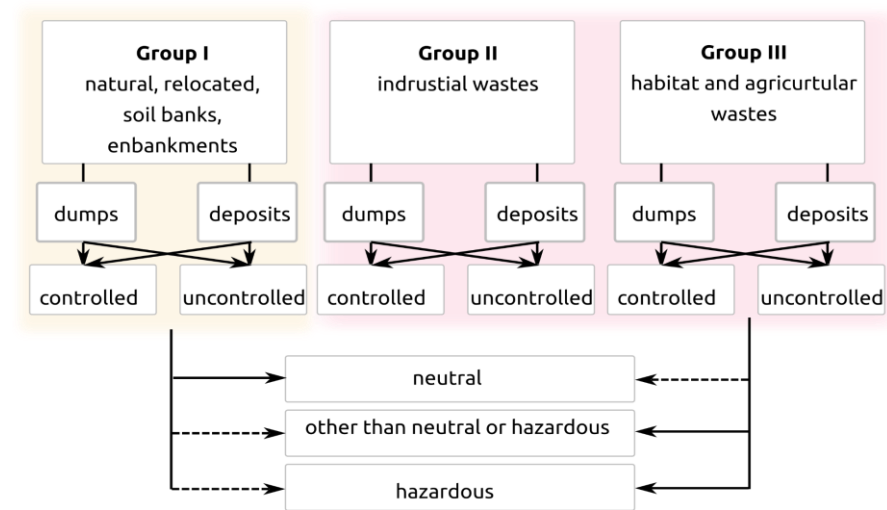 Group I
natural, relocated,
soil banks,
enbankments
Group II
indrustial wastes
Group III
habitat and agricurtular
wastes
dumps
deposits
dumps
deposits
dumps
deposits
controlled
uncontrolled
controlled
uncontrolled
controlled
uncontrolled
neutral
other than neutral or hazardous
hazardous